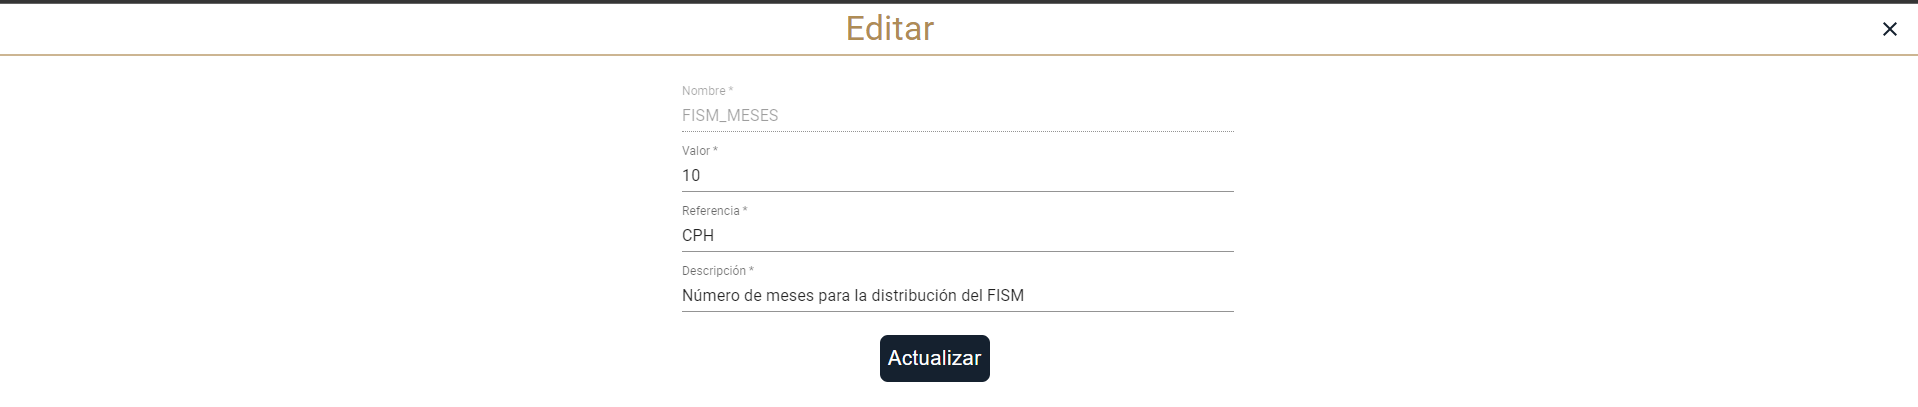 Editar
Nombre *
FISM_MESES
Valor *
10
Referencia *
CPH
Descripción *
Número de meses para la distribución del FISM
Actualizar